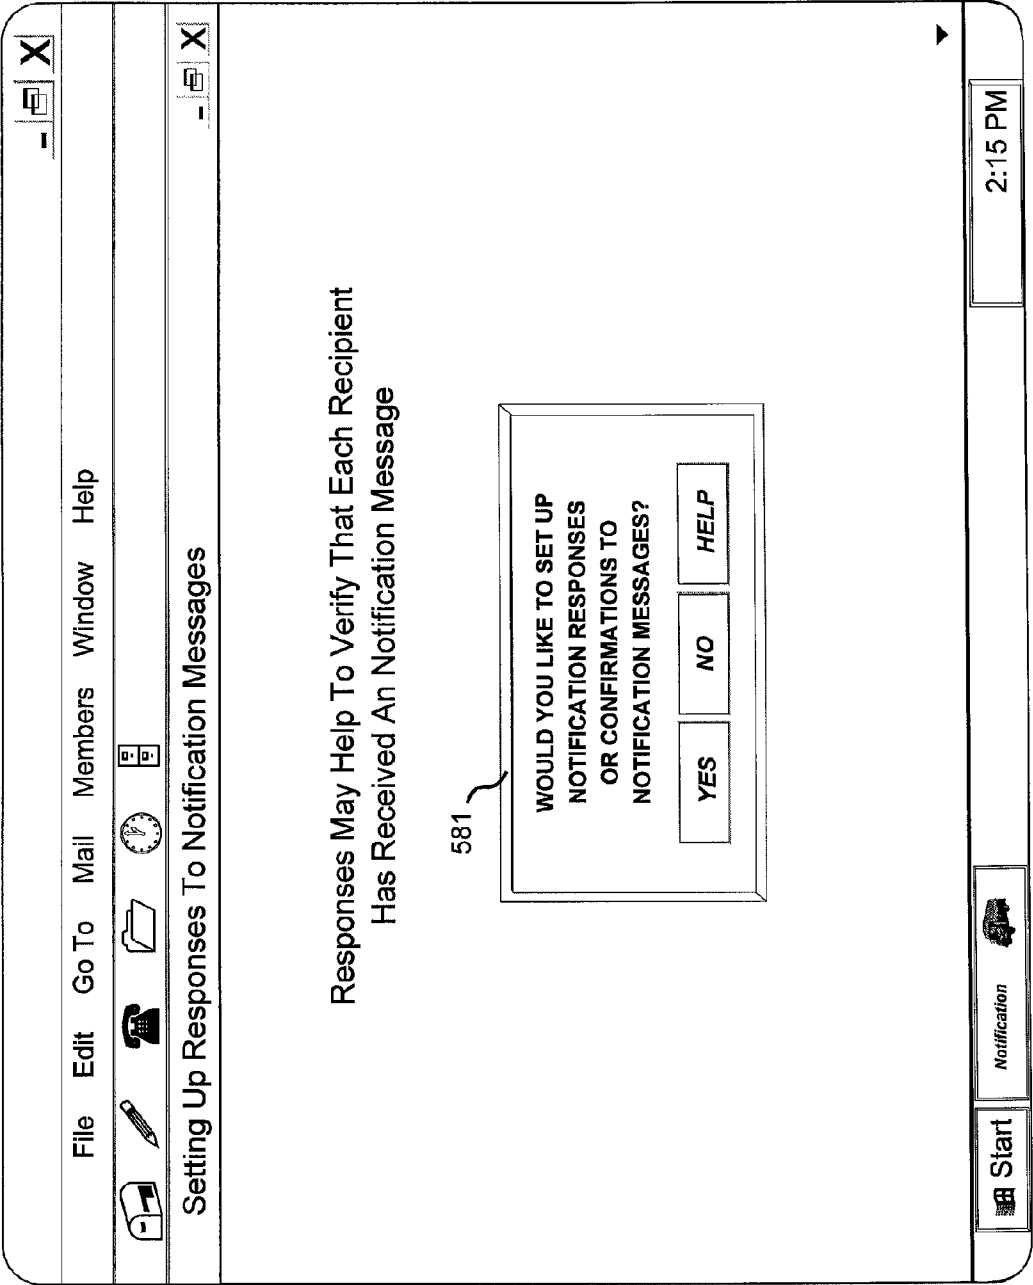 File Edit Go To Mail Members Window Help
Setting Up Responses To Notification Messages
Responses May Help To Verify That Each Recipient
Has Received An Notification Message
581
WOULD YOU LIKE TO SET UP
NOTIFICATION RESPONSES
OR CONFIRMATIONS TO
NOTIFICATION MESSAGES?
YES NO HELP
Start Notification 2:15 PM